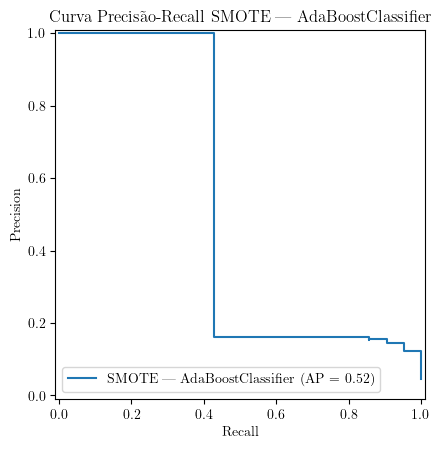 Curva Precisão-Recall SMOTE — AdaBoostClassifier
1.0
0.8
0.6
0.4
0.2
0.0
Precision
SMOTE — AdaBoostClassifier (AP = 0.52)
0.0 0.2 0.4 0.6 0.8 1.0
Recall